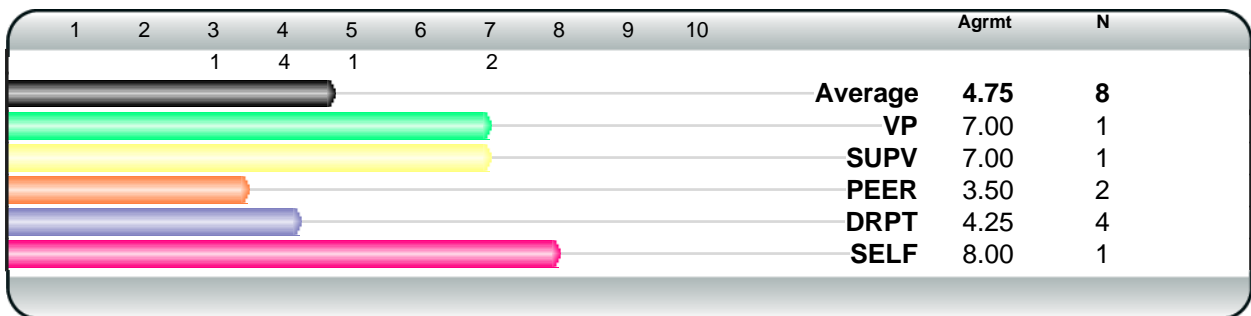 1 2 3 4 5 6 7 8 9 10 Agrmt N
1 4 1 2
Average 4.75 8
VP 7.00 1
SUPV 7.00 1
PEER 3.50 2
DRPT 4.25 4
SELF 8.00 1